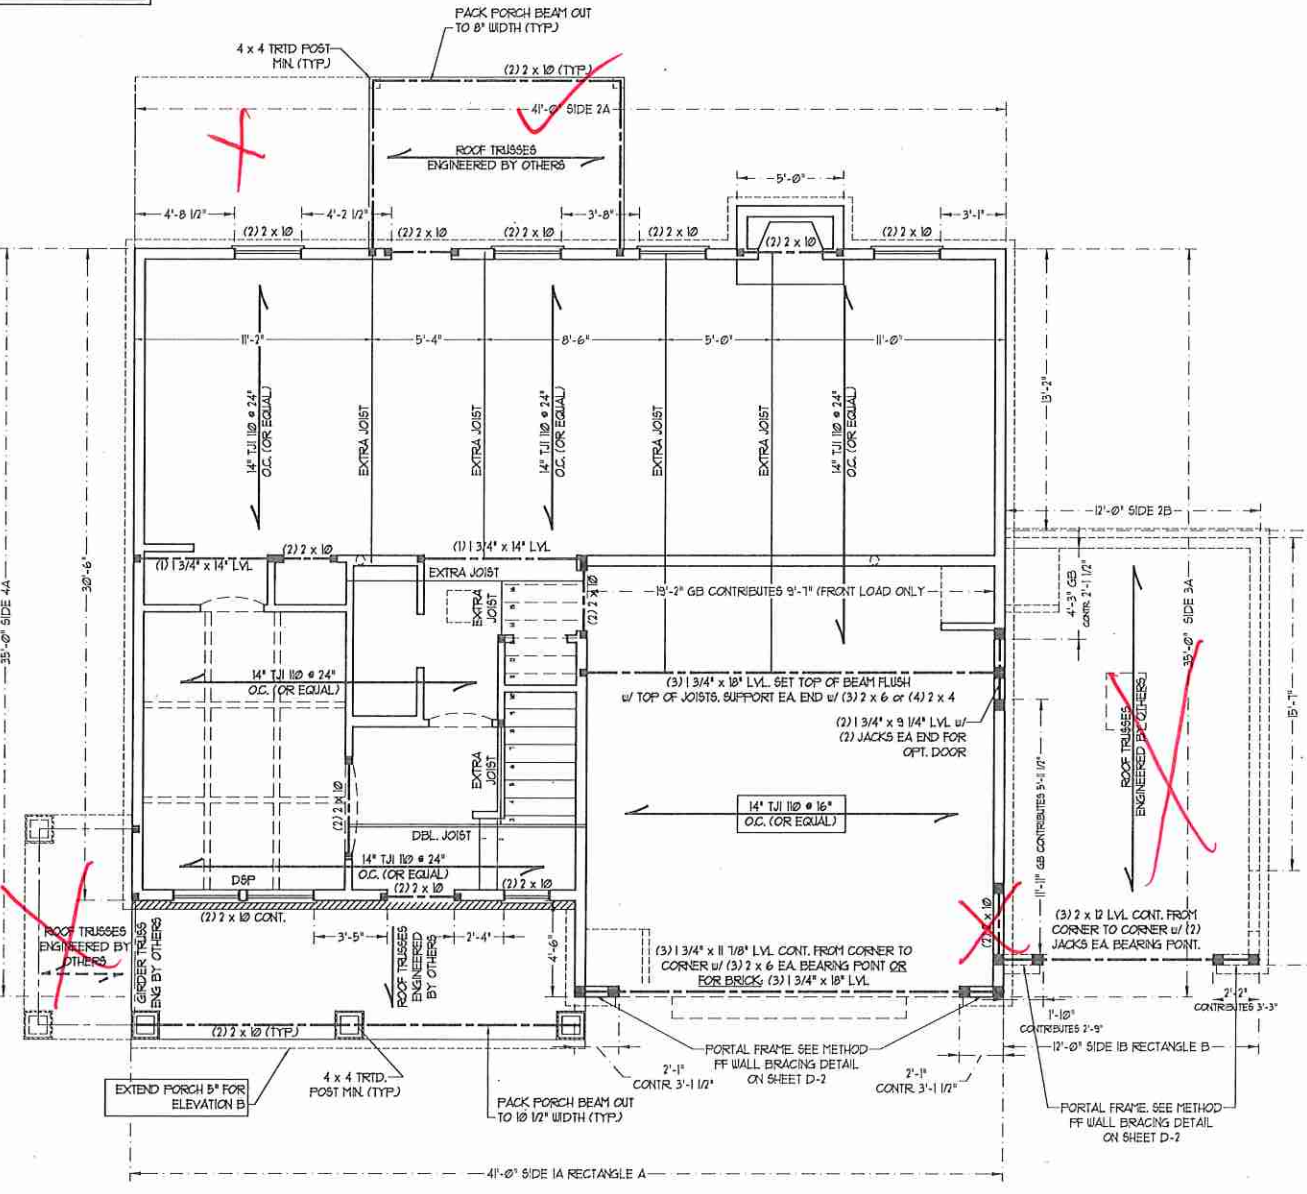 PACK PORCH BEAM OUT
TO 8" WIDTH (TYP.)
4 x 4 TRTD POST
MIN. (TYP.)
(2) 2 x 10 (TYP.)
41'-0" SIDE 2A
ROOF TRUSSES
ENGINEERED BY OTHERS
5'-0"
4'-8 1/2"
4'-2 1/2"
3'-8"
3'-1"
(2) 2 x 10
(2) 2 x 10
(2) 2 x 10
(2) 2 x 10
(2) 2 x 10
(2) 2 x 10
11'-2"
5'-4"
8'-6"
5'-0"
11'-0"
14" TJI 110 @ 24"
O.C. (OR EQUAL)
EXTRA JOIST
EXTRA JOIST
14" TJI 110 @ 24"
O.C. (OR EQUAL)
EXTRA JOIST
EXTRA JOIST
14" TJI 110 @ 24"
O.C. (OR EQUAL)
13'-2"
12'-0" SIDE 2B
35'-0" SIDE 4A
30'-6"
(1) 1 3/4" x 14" LVL
(2) 2 x 10
(1) 1 3/4" x 14" LVL
EXTRA JOIST
EXTRA
JOIST
(2) 2 x 10
19'-2" GB CONTRIBUTES 9'-7" (FRONT LOAD ONLY
4'-3" GB
CONTR. 2'-1 1/2"
35'-0" SIDE 3A
15'-7"
14" TJI 110 @ 24"
O.C. (OR EQUAL)
(3) 1 3/4" x 18" LVL. SET TOP OF BEAM FLUSH
w/ TOP OF JOISTS. SUPPORT EA. END w/ (3) 2 x 6 or (4) 2 x 4
(2) 1 3/4" x 9 1/4" LVL w/
(2) JACKS EA END FOR
OPT. DOOR
ROOF TRUSSES
ENGINEERED BY OTHERS
EXTRA
JOIST
(2) 2 x 10
14" TJI 110 @ 16"
O.C. (OR EQUAL)
11'-11" GB CONTRIBUTES 5'-11 1/2"
DBL. JOIST
14" TJI 110 @ 24"
O.C. (OR EQUAL)
DSP
(2) 2 x 10
(2) 2 x 10
(2) 2 x 10 CONT.
(2) 2 x 10
(3) 2 x 12 LVL CONT. FROM
CORNER TO CORNER w/ (2)
JACKS EA. BEARING POINT.
ROOF TRUSSES
ENGINEERED BY
OTHERS
GIRDER TRUSS
ENG BY OTHERS
3'-5"
ROOF TRUSSES
ENGINEERED
BY OTHERS
2'-4"
4'-6"
(3) 1 3/4" x 11 7/8" LVL CONT. FROM CORNER TO
CORNER w/ (3) 2 x 6 EA. BEARING POINT OR
FOR BRICK: (3) 1 3/4" x 18" LVL
(2) 2 x 10 (TYP.)
1'-10"
CONTRIBUTES 2'-9"
2'-2"
CONTRIBUTES 3'-3"
12'-0" SIDE 1B RECTANGLE B
EXTEND PORCH 5" FOR
ELEVATION B
4 x 4 TRTD.
POST MIN. (TYP.)
PACK PORCH BEAM OUT
TO 10 1/2" WIDTH (TYP.)
2'-1"
CONTR. 3'-1 1/2"
PORTAL FRAME. SEE METHOD
PF WALL BRACING DETAIL
ON SHEET D-2
2'-1"
CONTR. 3'-1 1/2"
PORTAL FRAME. SEE METHOD
PF WALL BRACING DETAIL
ON SHEET D-2
41'-0" SIDE 1A RECTANGLE A